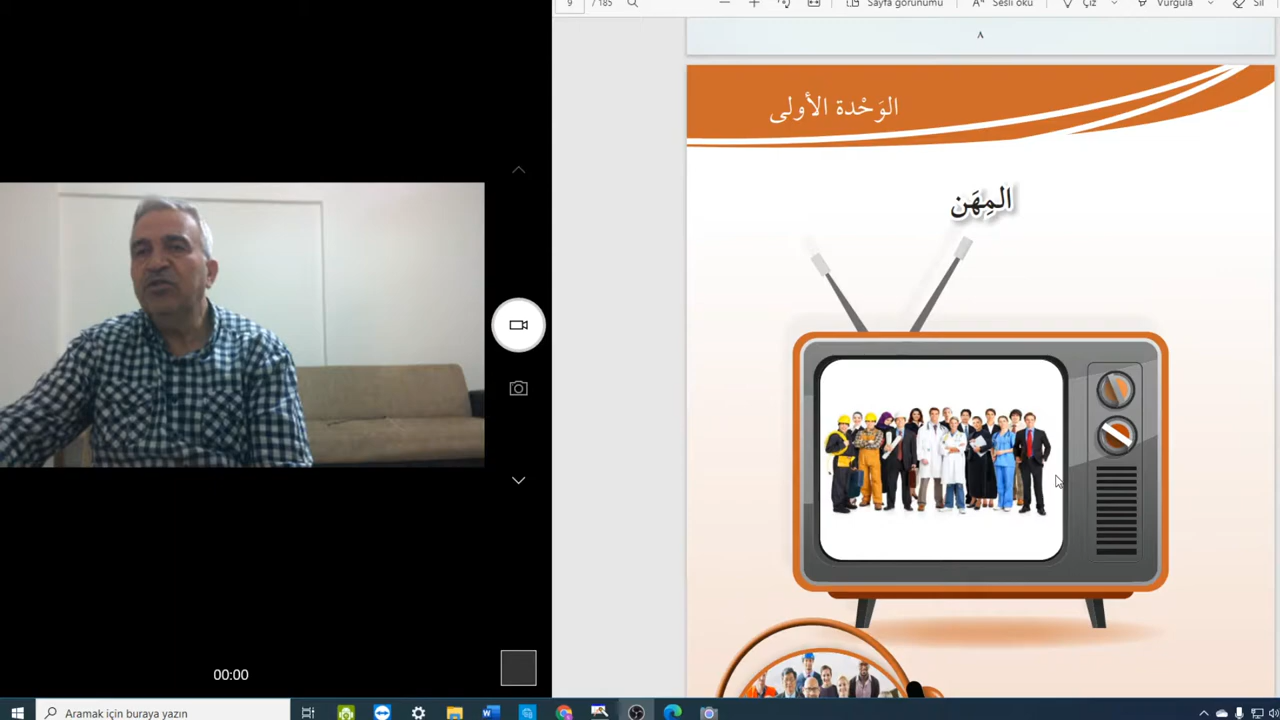 9 / 185
Sayfa görünümü
Sesli oku
Çiz
Vurgula
Sil
٨
الوَحْدة الأولى
المِهَن
00:00
Aramak için buraya yazın